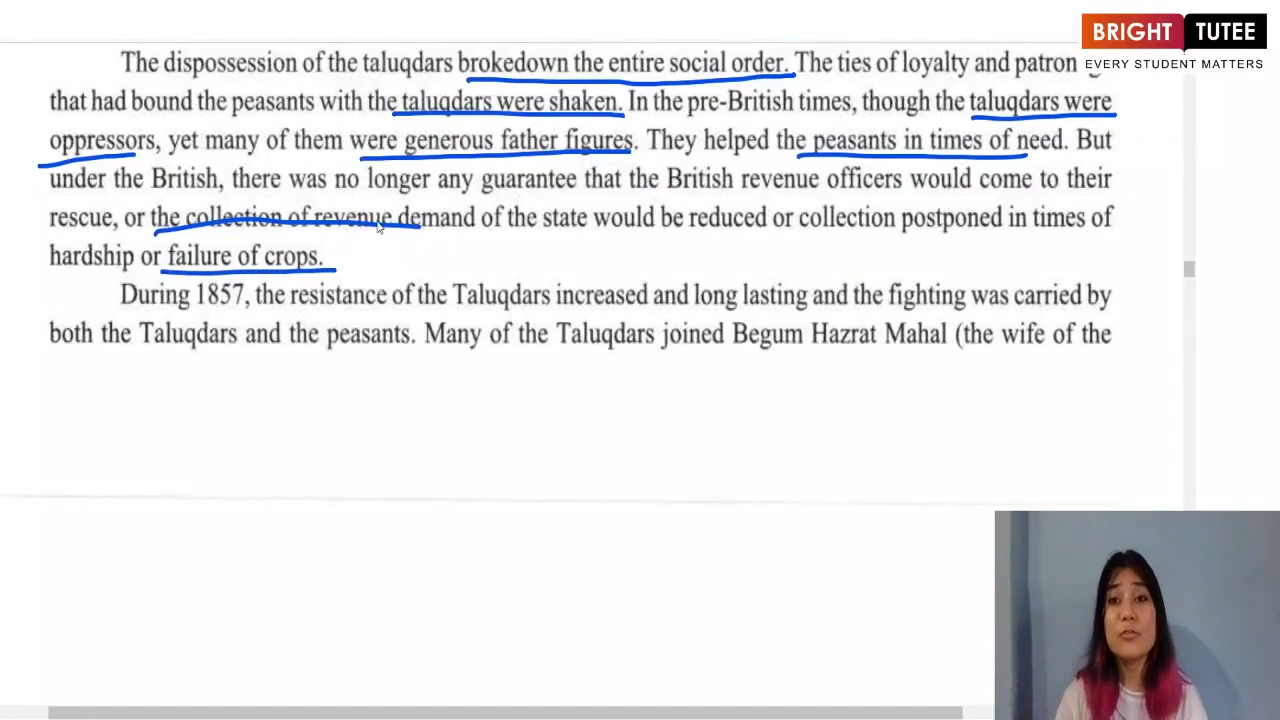 BRIGHT TUTEE
EVERY STUDENT MATTERS
The dispossession of the taluqdars brokedown the entire social order. The ties of loyalty and
that had bound the peasants with the taluqdars were shaken. In the pre-British times, though the taluqdars were
oppressors, yet many of them were generous father figures. They helped the peasants in times of need. But
under the British, there was no longer any guarantee that the British revenue officers would come to their
rescue, or the collection of revenue demand of the state would be reduced or collection postponed in times of
hardship or failure of crops.
During 1857, the resistance of the Taluqdars increased and long lasting and the fighting was carried by
both the Taluqdars and the peasants. Many of the Taluqdars joined Begum Hazrat Mahal (the wife of the